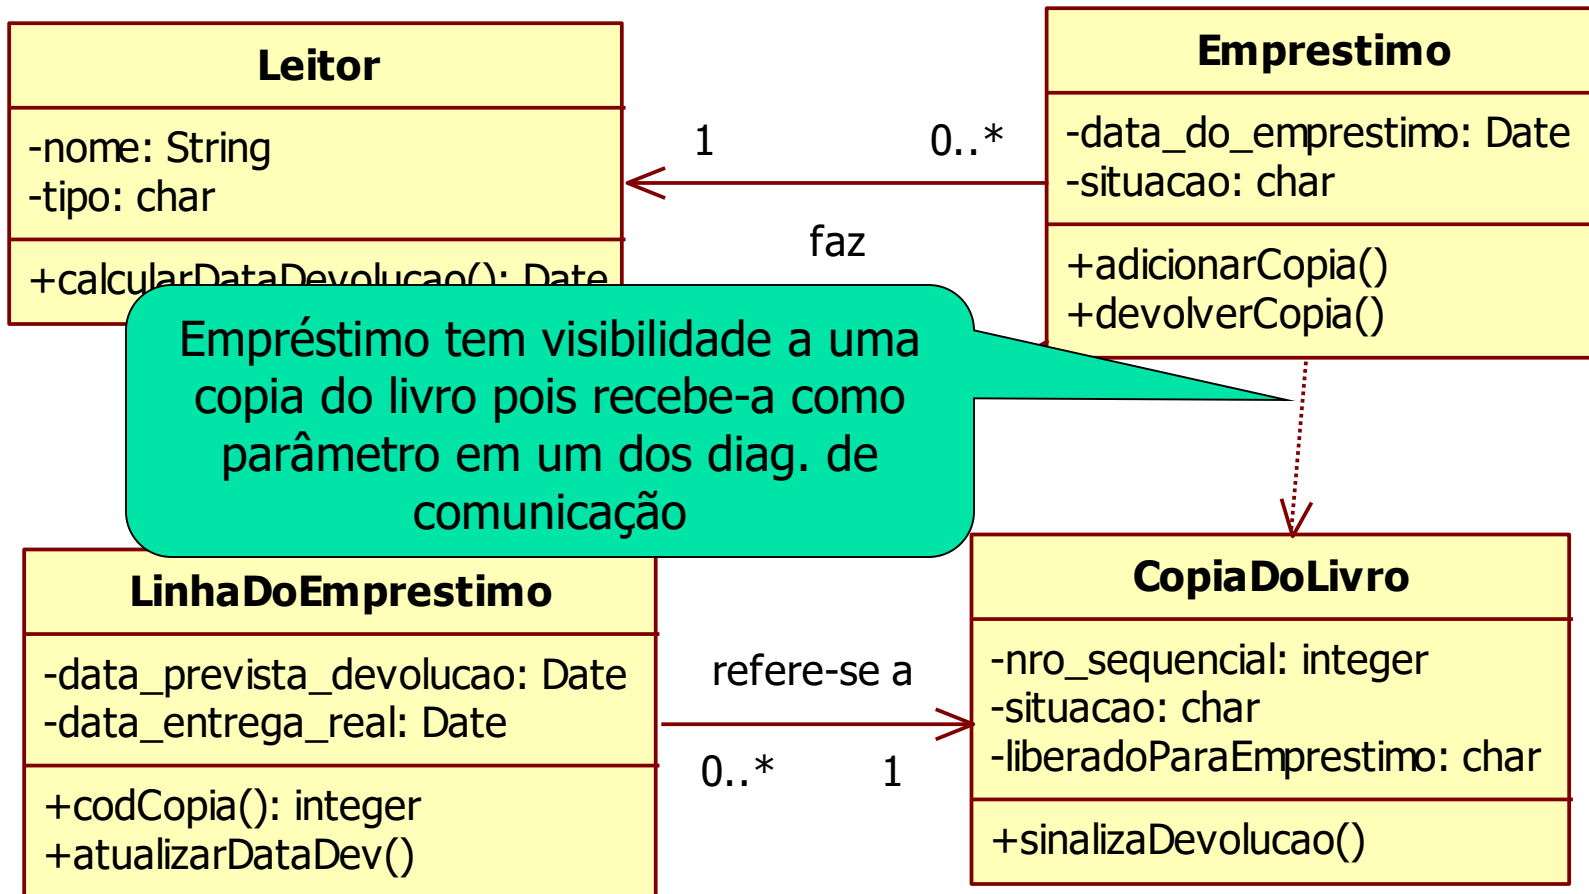 Leitor
-nome: String
-tipo: char
+calcularDataDevolucao(): Date
1
0..*
faz
Emprestimo
-data_do_emprestimo: Date
-situacao: char
+adicionarCopia()
+devolverCopia()
Empréstimo tem visibilidade a uma
copia do livro pois recebe-a como
parâmetro em um dos diag. de
comunicação
LinhaDoEmprestimo
-data_prevista_devolucao: Date
-data_entrega_real: Date
+codCopia(): integer
+atualizarDataDev()
refere-se a
0..*
1
CopiaDoLivro
-nro_sequencial: integer
-situacao: char
-liberadoParaEmprestimo: char
+sinalizaDevolucao()